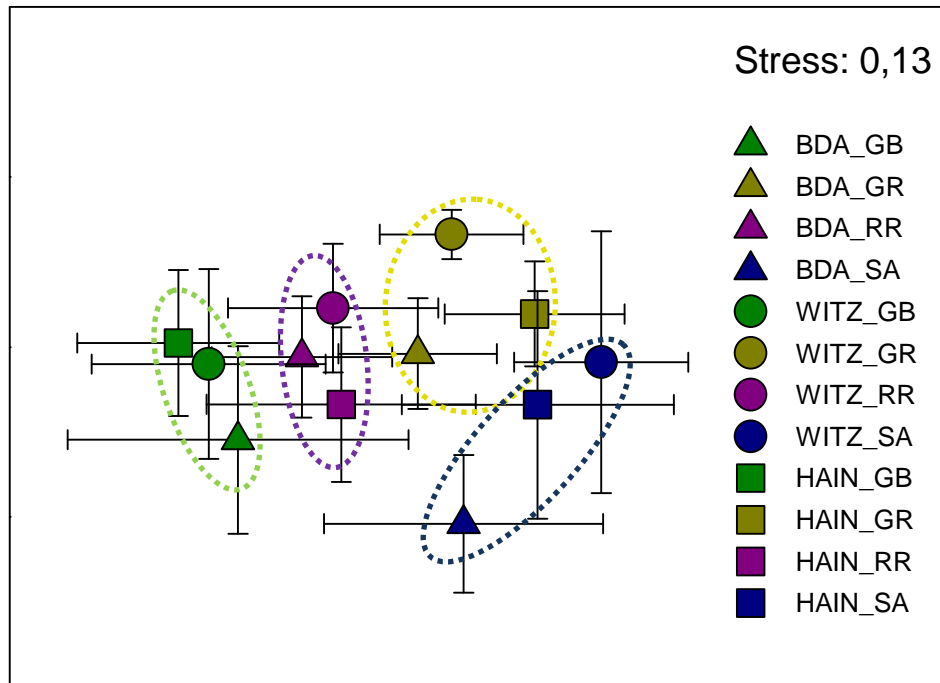 Stress: 0,13
BDA_GB
BDA_GR
BDA_RR
BDA_SA
WITZ_GB
WITZ_GR
WITZ_RR
WITZ_SA
HAIN_GB
HAIN_GR
HAIN_RR
HAIN_SA